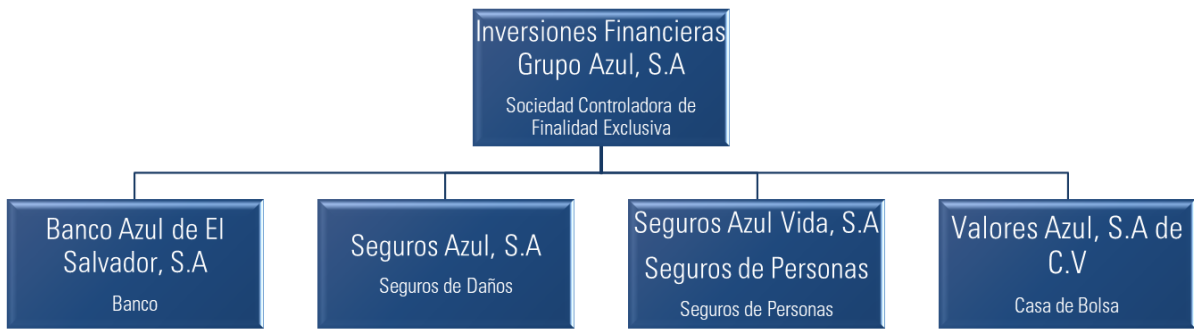 Inversiones Financieras
Grupo Azul, S.A
Sociedad Controladora de
Finalidad Exclusiva
Banco Azul de El
Salvador, S.A
Banco
Seguros Azul, S.A
Seguros de Daños
Seguros Azul Vida, S.A
Seguros de Personas
Seguros de Personas
Valores Azul, S.A de
C.V
Casa de Bolsa